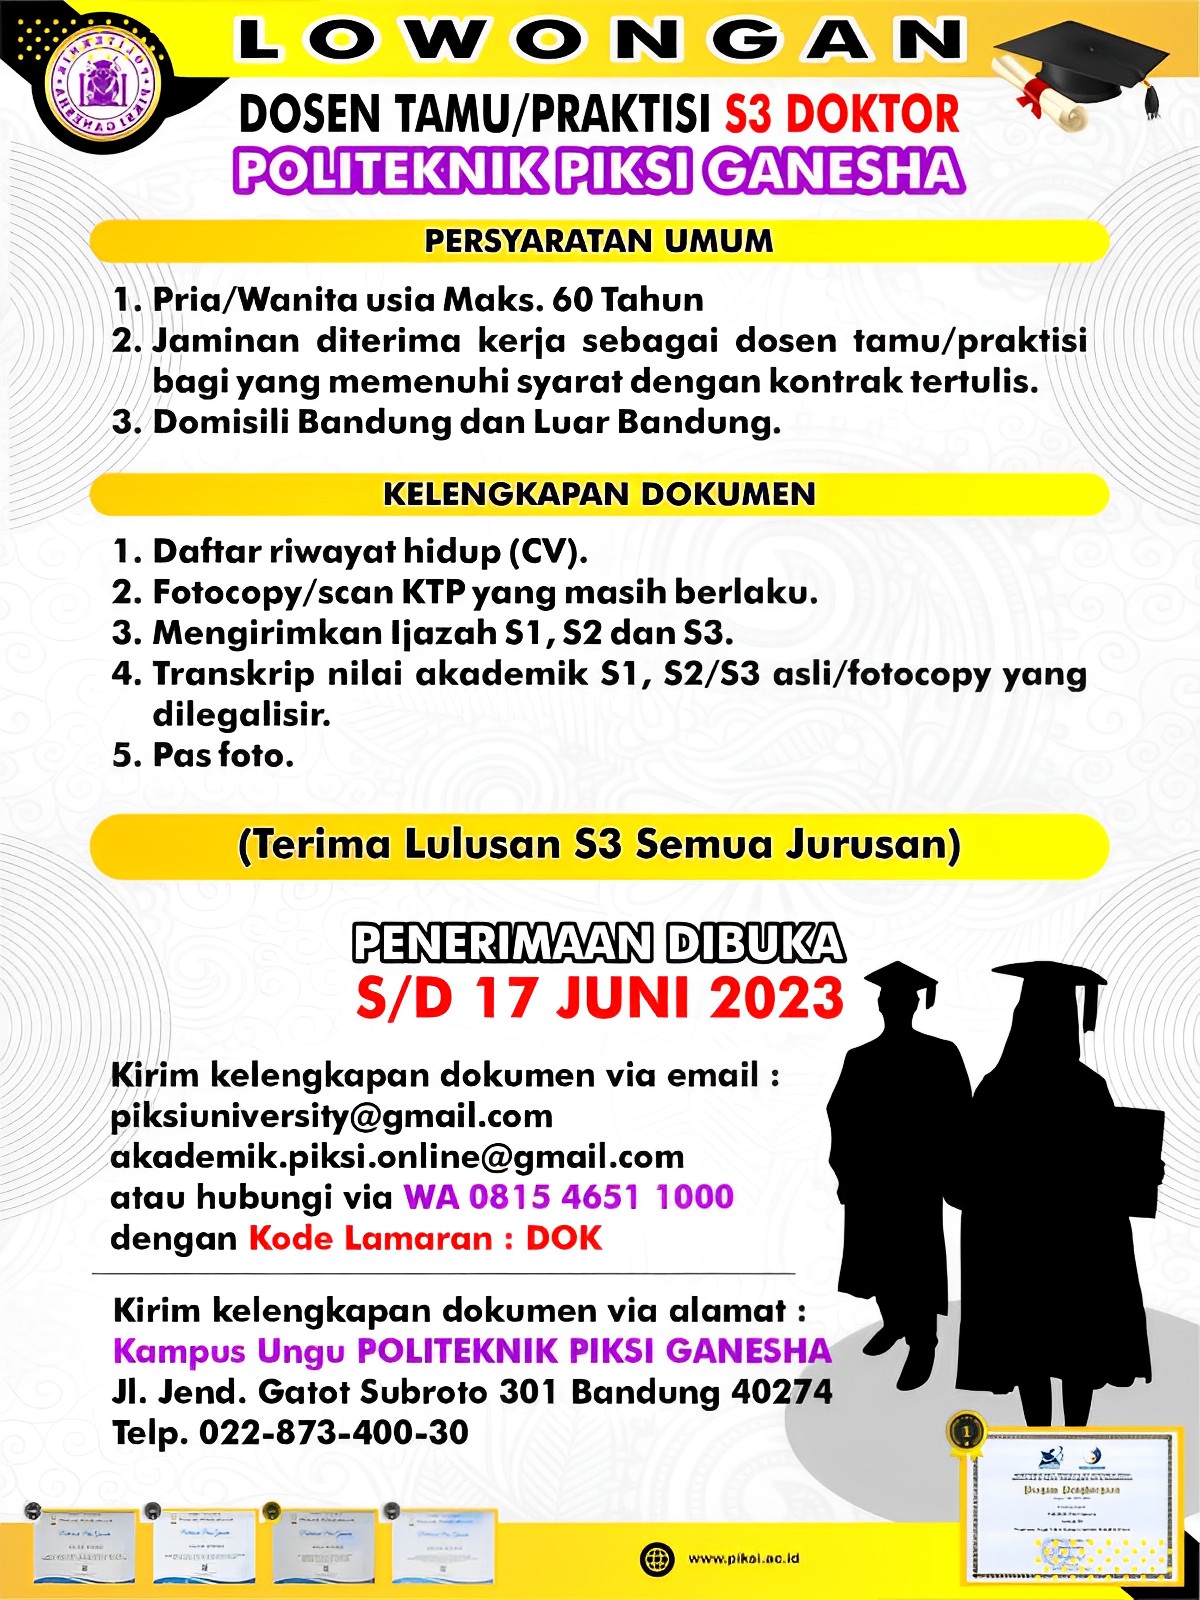 LOWONGAN
DOSEN TAMU/PRAKTISI S3 DOKTOR
POLITEKNIK PIKSI GANESHA
PERSYARATAN UMUM
1. Pria/Wanita usia Maks. 60 Tahun
2. Jaminan diterima kerja sebagai dosen tamu/praktisi
bagi yang memenuhi syarat dengan kontrak tertulis.
3. Domisili Bandung dan Luar Bandung.
KELENGKAPAN DOKUMEN
1. Daftar riwayat hidup (CV).
2. Fotocopy/scan KTP yang masih berlaku.
3. Mengirimkan Ijazah S1, S2 dan S3.
4. Transkrip nilai akademik S1, S2/S3 asli/fotocopy yang
dilegalisir.
5. Pas foto.
(Terima Lulusan S3 Semua Jurusan)
PENERIMAAN DIBUKA
S/D 17 JUNI 2023
Kirim kelengkapan dokumen via email :
piksiuniversity@gmail.com
akademik.piksi.online@gmail.com
atau hubungi via WA 0815 4651 1000
dengan Kode Lamaran : DOK
Kirim kelengkapan dokumen via alamat :
Kampus Ungu POLITEKNIK PIKSI GANESHA
Jl. Jend. Gatot Subroto 301 Bandung 40274
Telp. 022-873-400-30
1
Piagam Penghargaan
www.piksi.ac.id